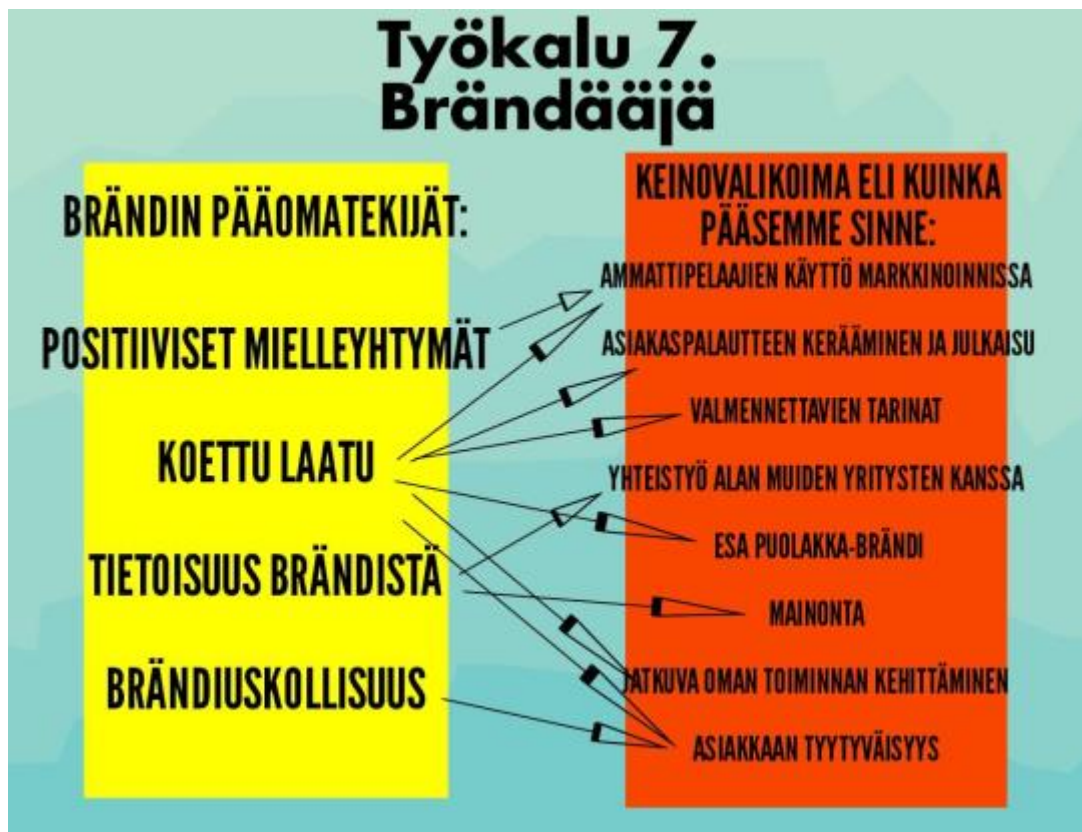 Työkalu 7.
Brändääjä
BRÄNDIN PÄÄOMATEKIJÄT:
POSITIIVISET MIELLEYHTYMÄT
KOETTU LAATU
TIETOISUUS BRÄNDISTÄ
BRÄNDIUSKOLLISUUS
KEINOVALIKOIMA ELI KUINKA
PÄÄSEMME SINNE:
AMMATTIPELAAJIEN KÄYTTÖ MARKKINOINNISSA
ASIAKASPALAUTTEEN KERÄÄMINEN JA JULKAISU
VALMENNETTAVIEN TARINAT
YHTEISTYÖ ALAN MUIDEN YRITYSTEN KANSSA
ESA PUOLAKKA-BRÄNDI
MAINONTA
JATKUVA OMAN TOIMINNAN KEHITTÄMINEN
ASIAKKAAN TYYTYVÄISYYS